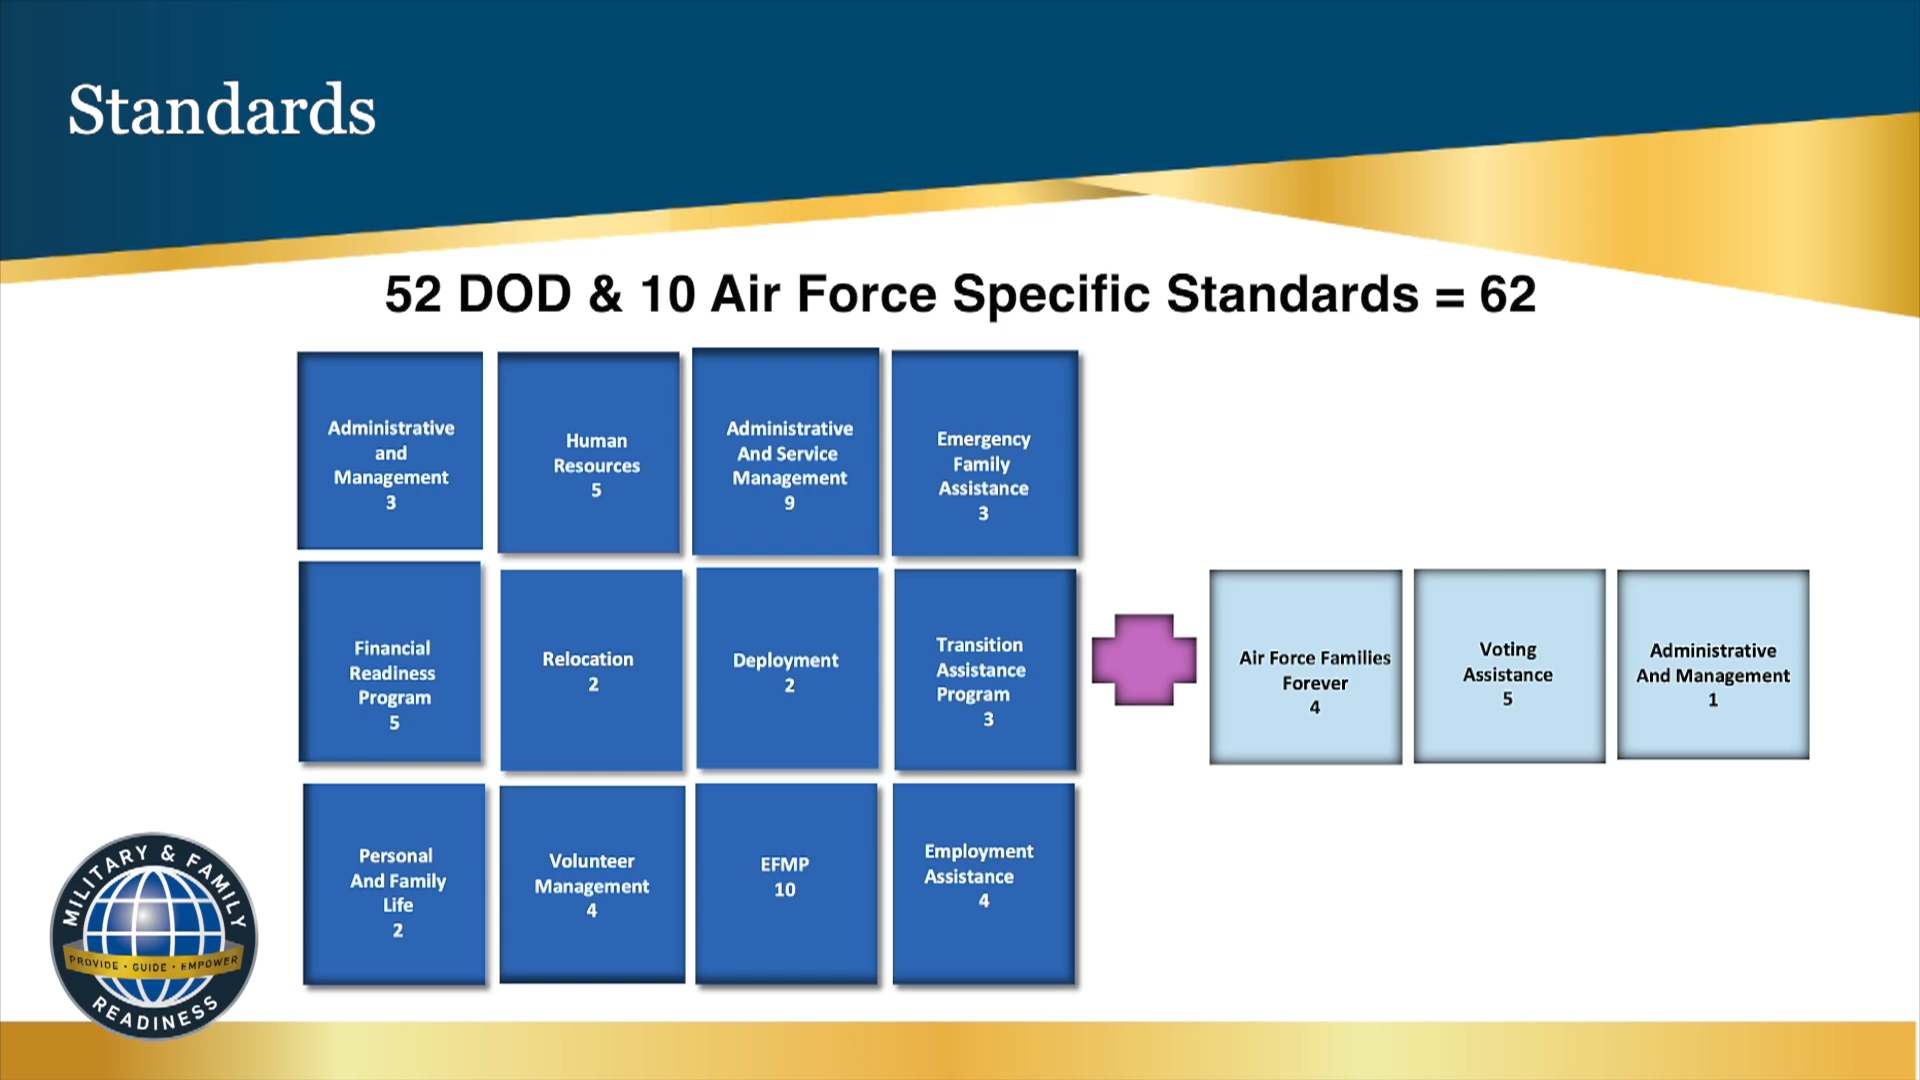 Standards
52 DOD & 10 Air Force Specific Standards = 62
Administrative
and
Management
3
Human
Resources
5
Administrative
And Service
Management
9
Emergency
Family
Assistance
3
Financial
Readiness
Program
5
Relocation
2
Deployment
2
Transition
Assistance
Program
3
Air Force Families
Forever
4
Voting
Assistance
5
Administrative
And Management
1
Personal
And Family
Life
2
Volunteer
Management
4
EFMP
10
Employment
Assistance
4
MILITARY & FAMILY
PROVIDE • GUIDE • EMPOWER
READINESS